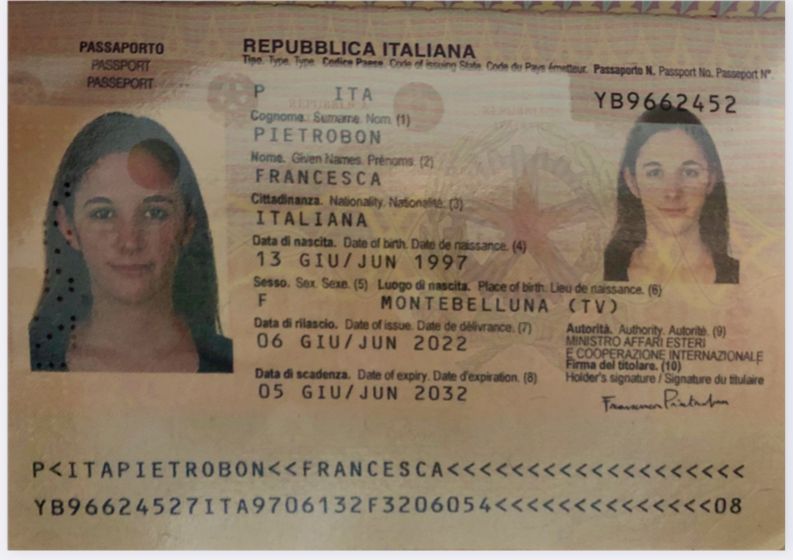 PASSAPORTO
PASSPORT
PASSEPORT
REPUBBLICA ITALIANA
Tipo. Type. Type. Codice Paese. Code of issuing State. Code du Pays émetteur. Passaporto N. Passport No. Passeport N°
P ITA YB9662452
Cognome. Surname. Nom. (1)
PIETROBON
Nome. Given Names. Prénoms. (2)
FRANCESCA
Cittadinanza. Nationality. Nationalité. (3)
ITALIANA
Data di nascita. Date of birth. Date de naissance. (4)
13 GIU/JUN 1997
Sesso. Sex. Sexe. (5) Luogo di nascita. Place of birth. Lieu de naissance. (6)
F MONTEBELLUNA (TV)
Data di rilascio. Date of issue. Date de délivrance. (7)
06 GIU/JUN 2022
Autorità. Authority. Autorité. (9)
MINISTRO AFFARI ESTERI
E COOPERAZIONE INTERNAZIONALE
Data di scadenza. Date of expiry. Date d'expiration. (8)
05 GIU/JUN 2032
Firma del titolare. (10)
Holder's signature / Signature du titulaire
P<ITAPIETROBON<<FRANCESCA<<<<<<<<<<<<<<<<<<<
YB96624527ITA9706132F3206054<<<<<<<<<<<<<<08